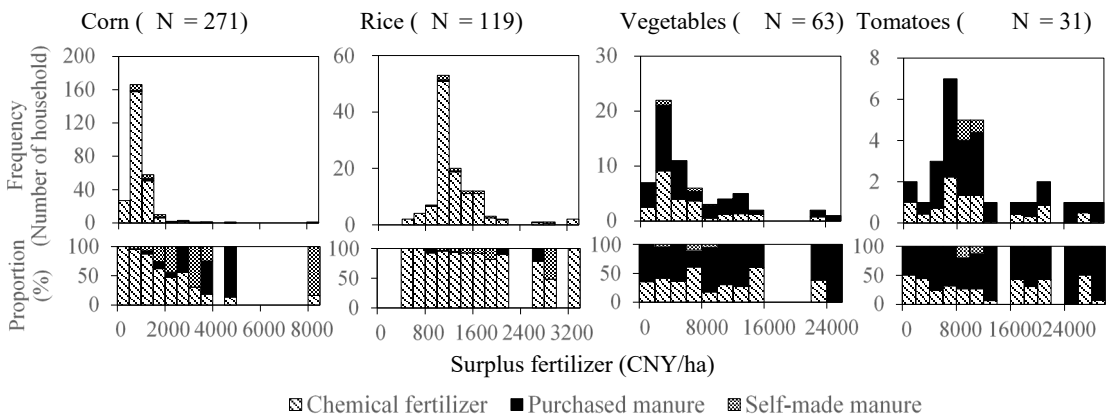 Corn ( N = 271)
Rice ( N = 119)
Vegetables ( N = 63)
Tomatoes ( N = 31)
Frequency
(Number of household)
200
160
120
80
40
0
60
40
20
0
30
20
10
0
8
6
4
2
0
Proportion
(%)
100
50
0
100
50
0
100
50
0
100
50
0
0 2000 4000 6000 8000
0 800 1600 2400 3200
0 8000 16000 24000
0 8000 16000 24000
Surplus fertilizer (CNY/ha)
Chemical fertilizer Purchased manure Self-made manure